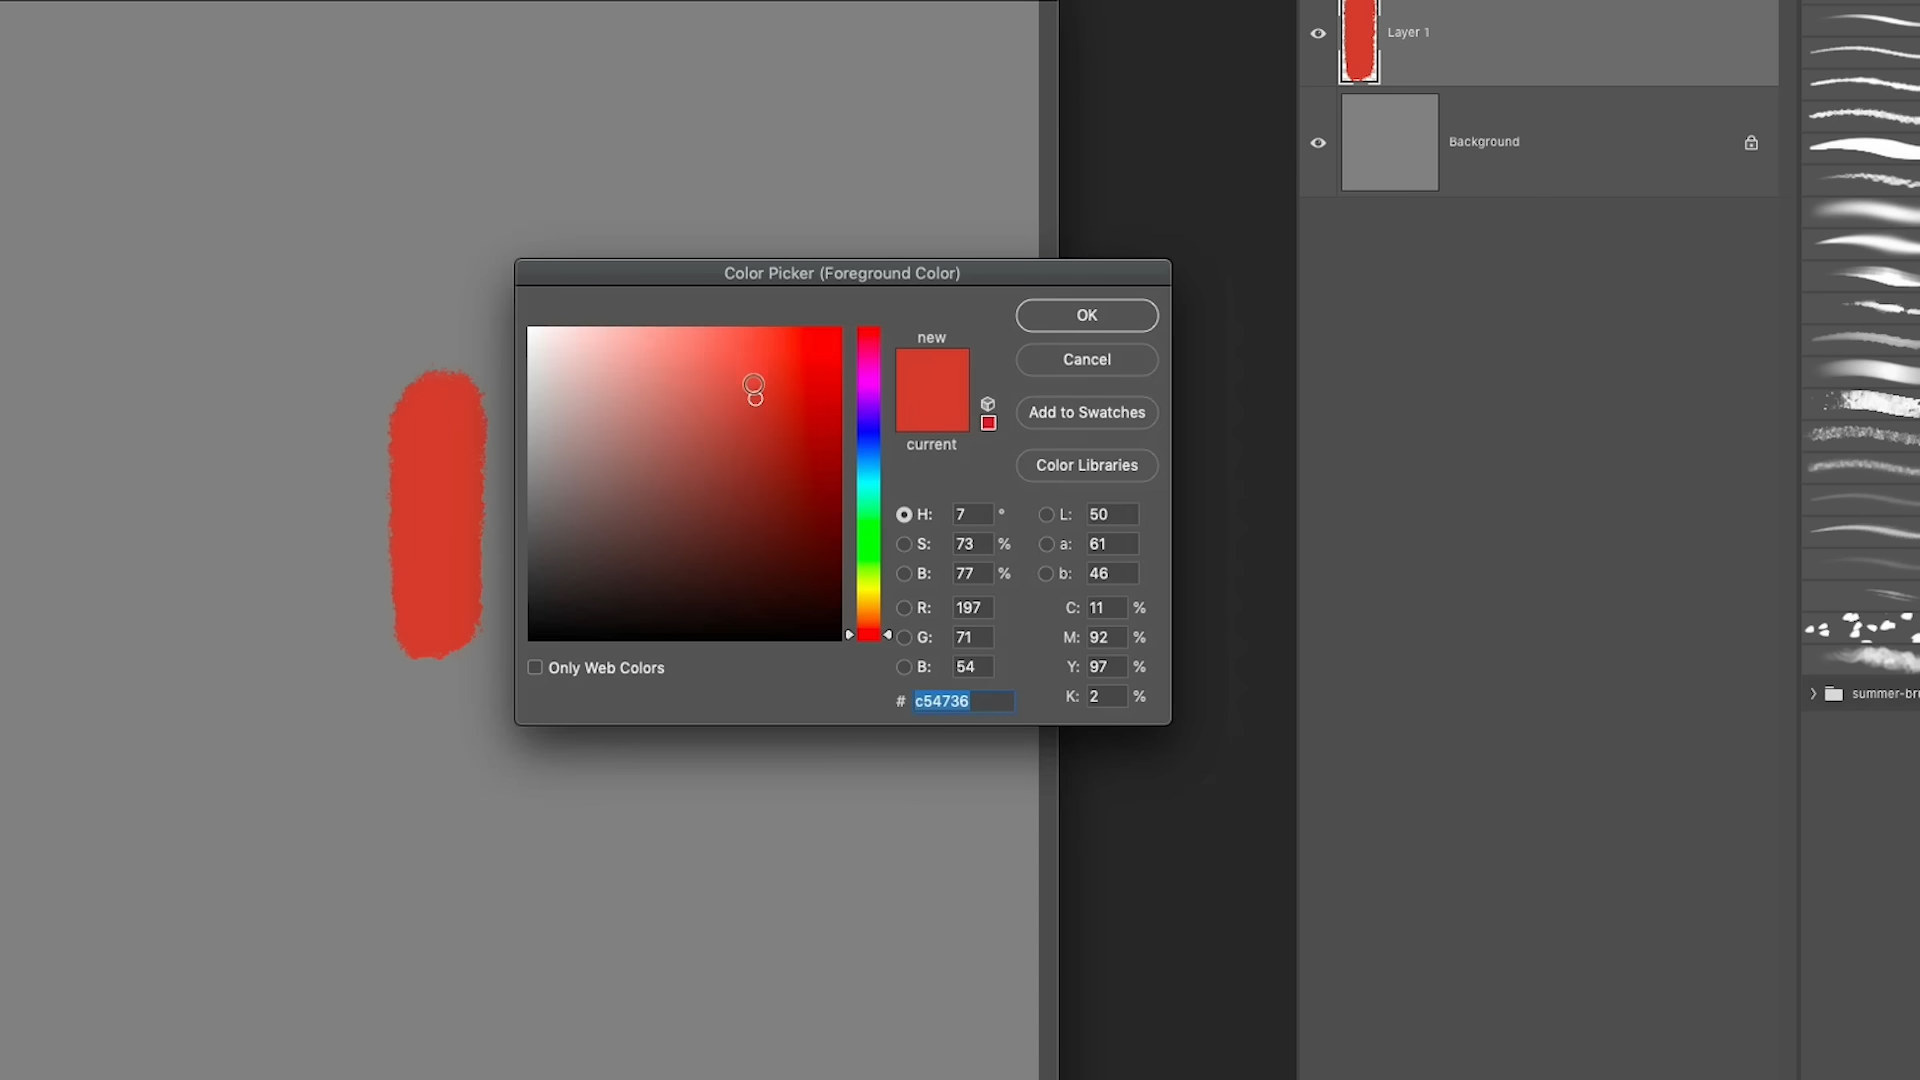 Layer 1
Background
Color Picker (Foreground Color)
new
current
OK
Cancel
Add to Swatches
Color Libraries
H: 7 °
S: 73 %
B: 77 %
R: 197
G: 71
B: 54
# c54736
L: 50
a: 61
b: 46
C: 11 %
M: 92 %
Y: 97 %
K: 2 %
Only Web Colors
summer-bru